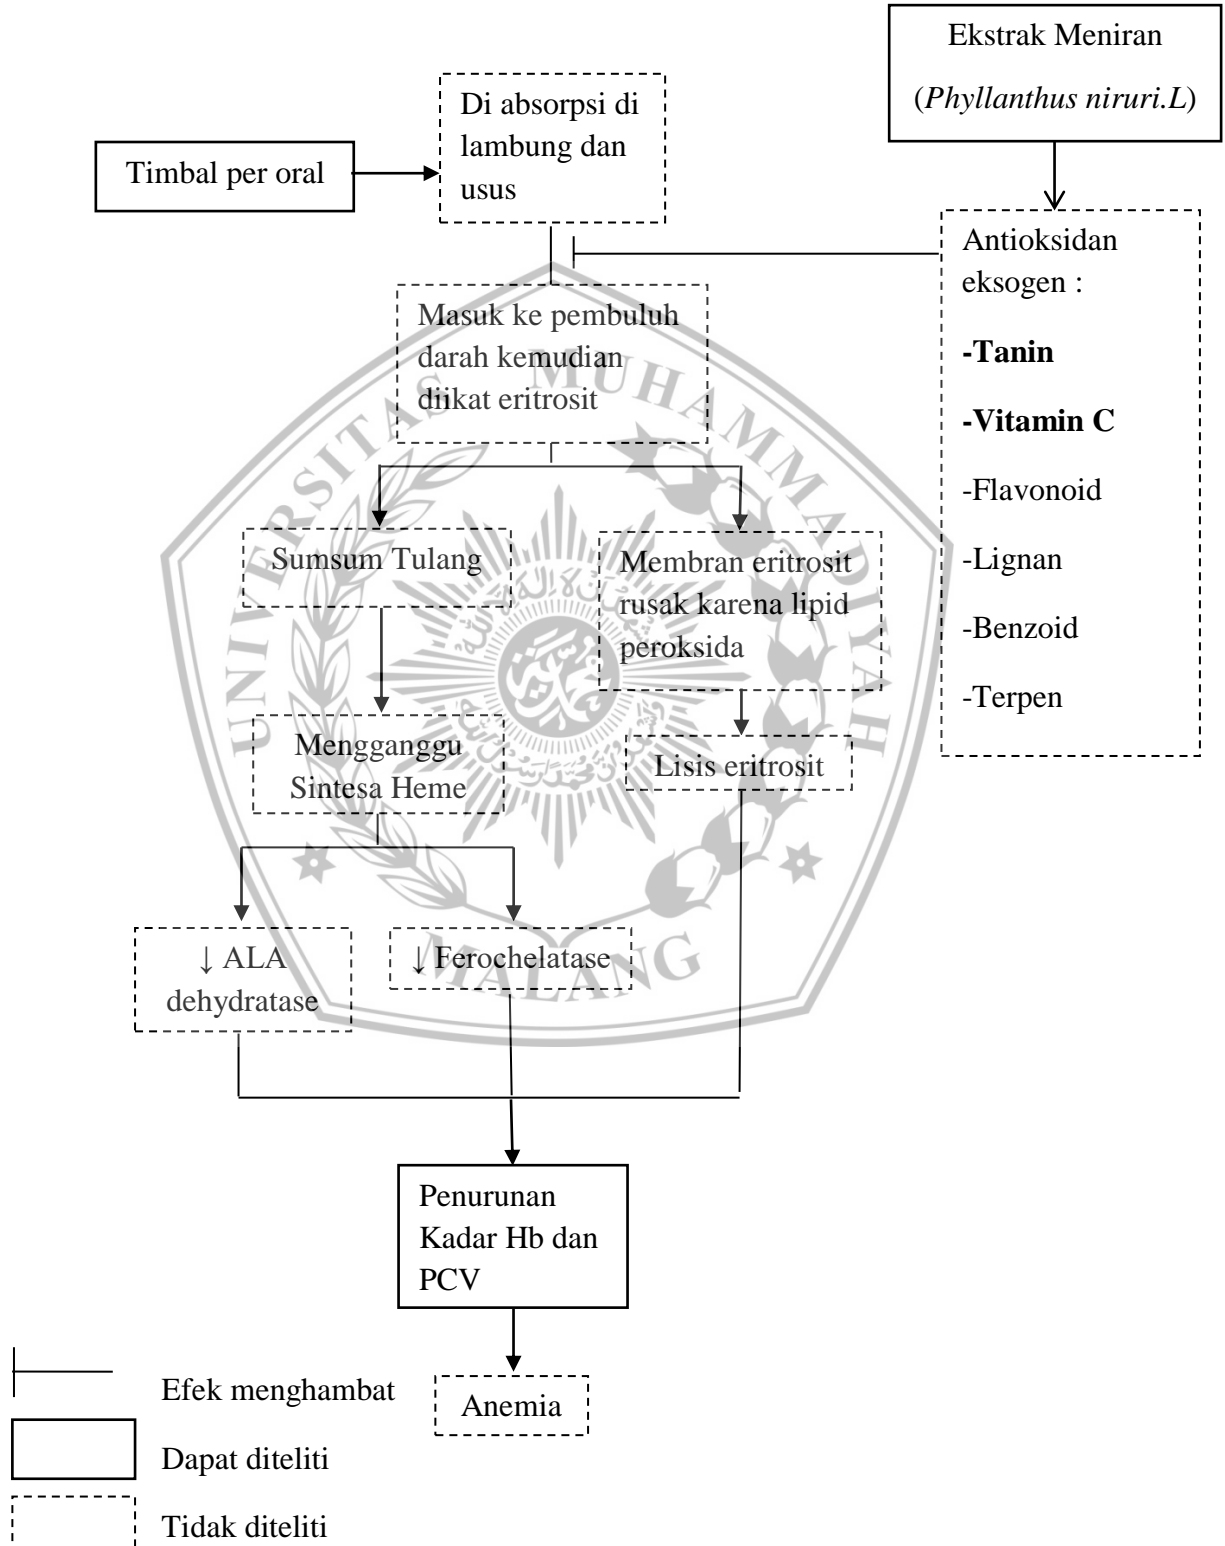 Ekstrak Meniran
(Phyllanthus niruri.L)
Di absorpsi di
lambung dan
usus
Timbal per oral
Antioksidan
eksogen :
-Tanin
-Vitamin C
-Flavonoid
-Lignan
-Benzoid
-Terpen
Masuk ke pembuluh
darah kemudian
diikat eritrosit
Sumsum Tulang
Membran eritrosit
rusak karena lipid
peroksida
Mengganggu
Sintesa Heme
Lisis eritrosit
↓ ALA
dehydratase
↓ Ferochelatase
Penurunan
Kadar Hb dan
PCV
Anemia
Efek menghambat
Dapat diteliti
Tidak diteliti
UNIVERSITAS MUHAMMADIYAH
MALANG